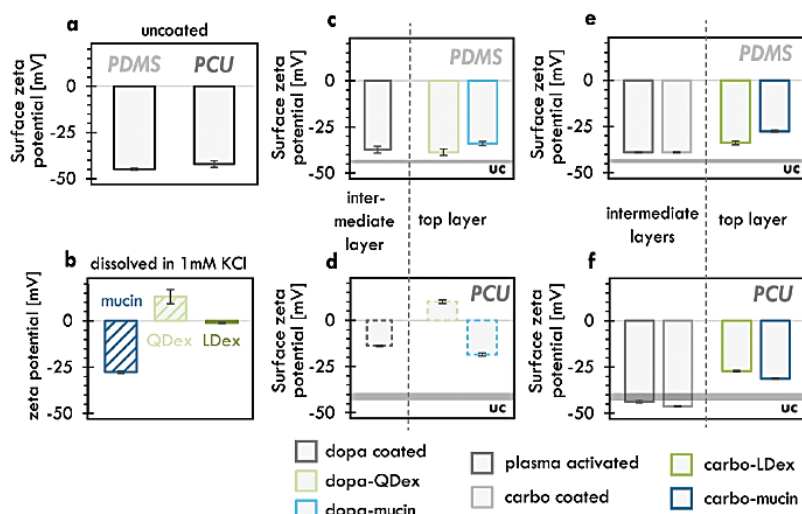 a
uncoated
PDMS
PCU
Surface zeta
potential [mV]
0
-25
-50
c
PDMS
Surface zeta
potential [mV]
0
-25
-50
uc
inter-
mediate
layer
top layer
e
PDMS
Surface zeta
potential [mV]
0
-25
-50
uc
intermediate
layers
top layer
b
dissolved in 1mM KCl
mucin
QDex
LDex
zeta potential [mV]
0
-25
-50
d
PCU
Surface zeta
potential [mV]
0
-25
-50
uc
f
PCU
Surface zeta
potential [mV]
0
-25
-50
uc
dopa coated
dopa-QDex
dopa-mucin
plasma activated
carbo coated
carbo-LDex
carbo-mucin